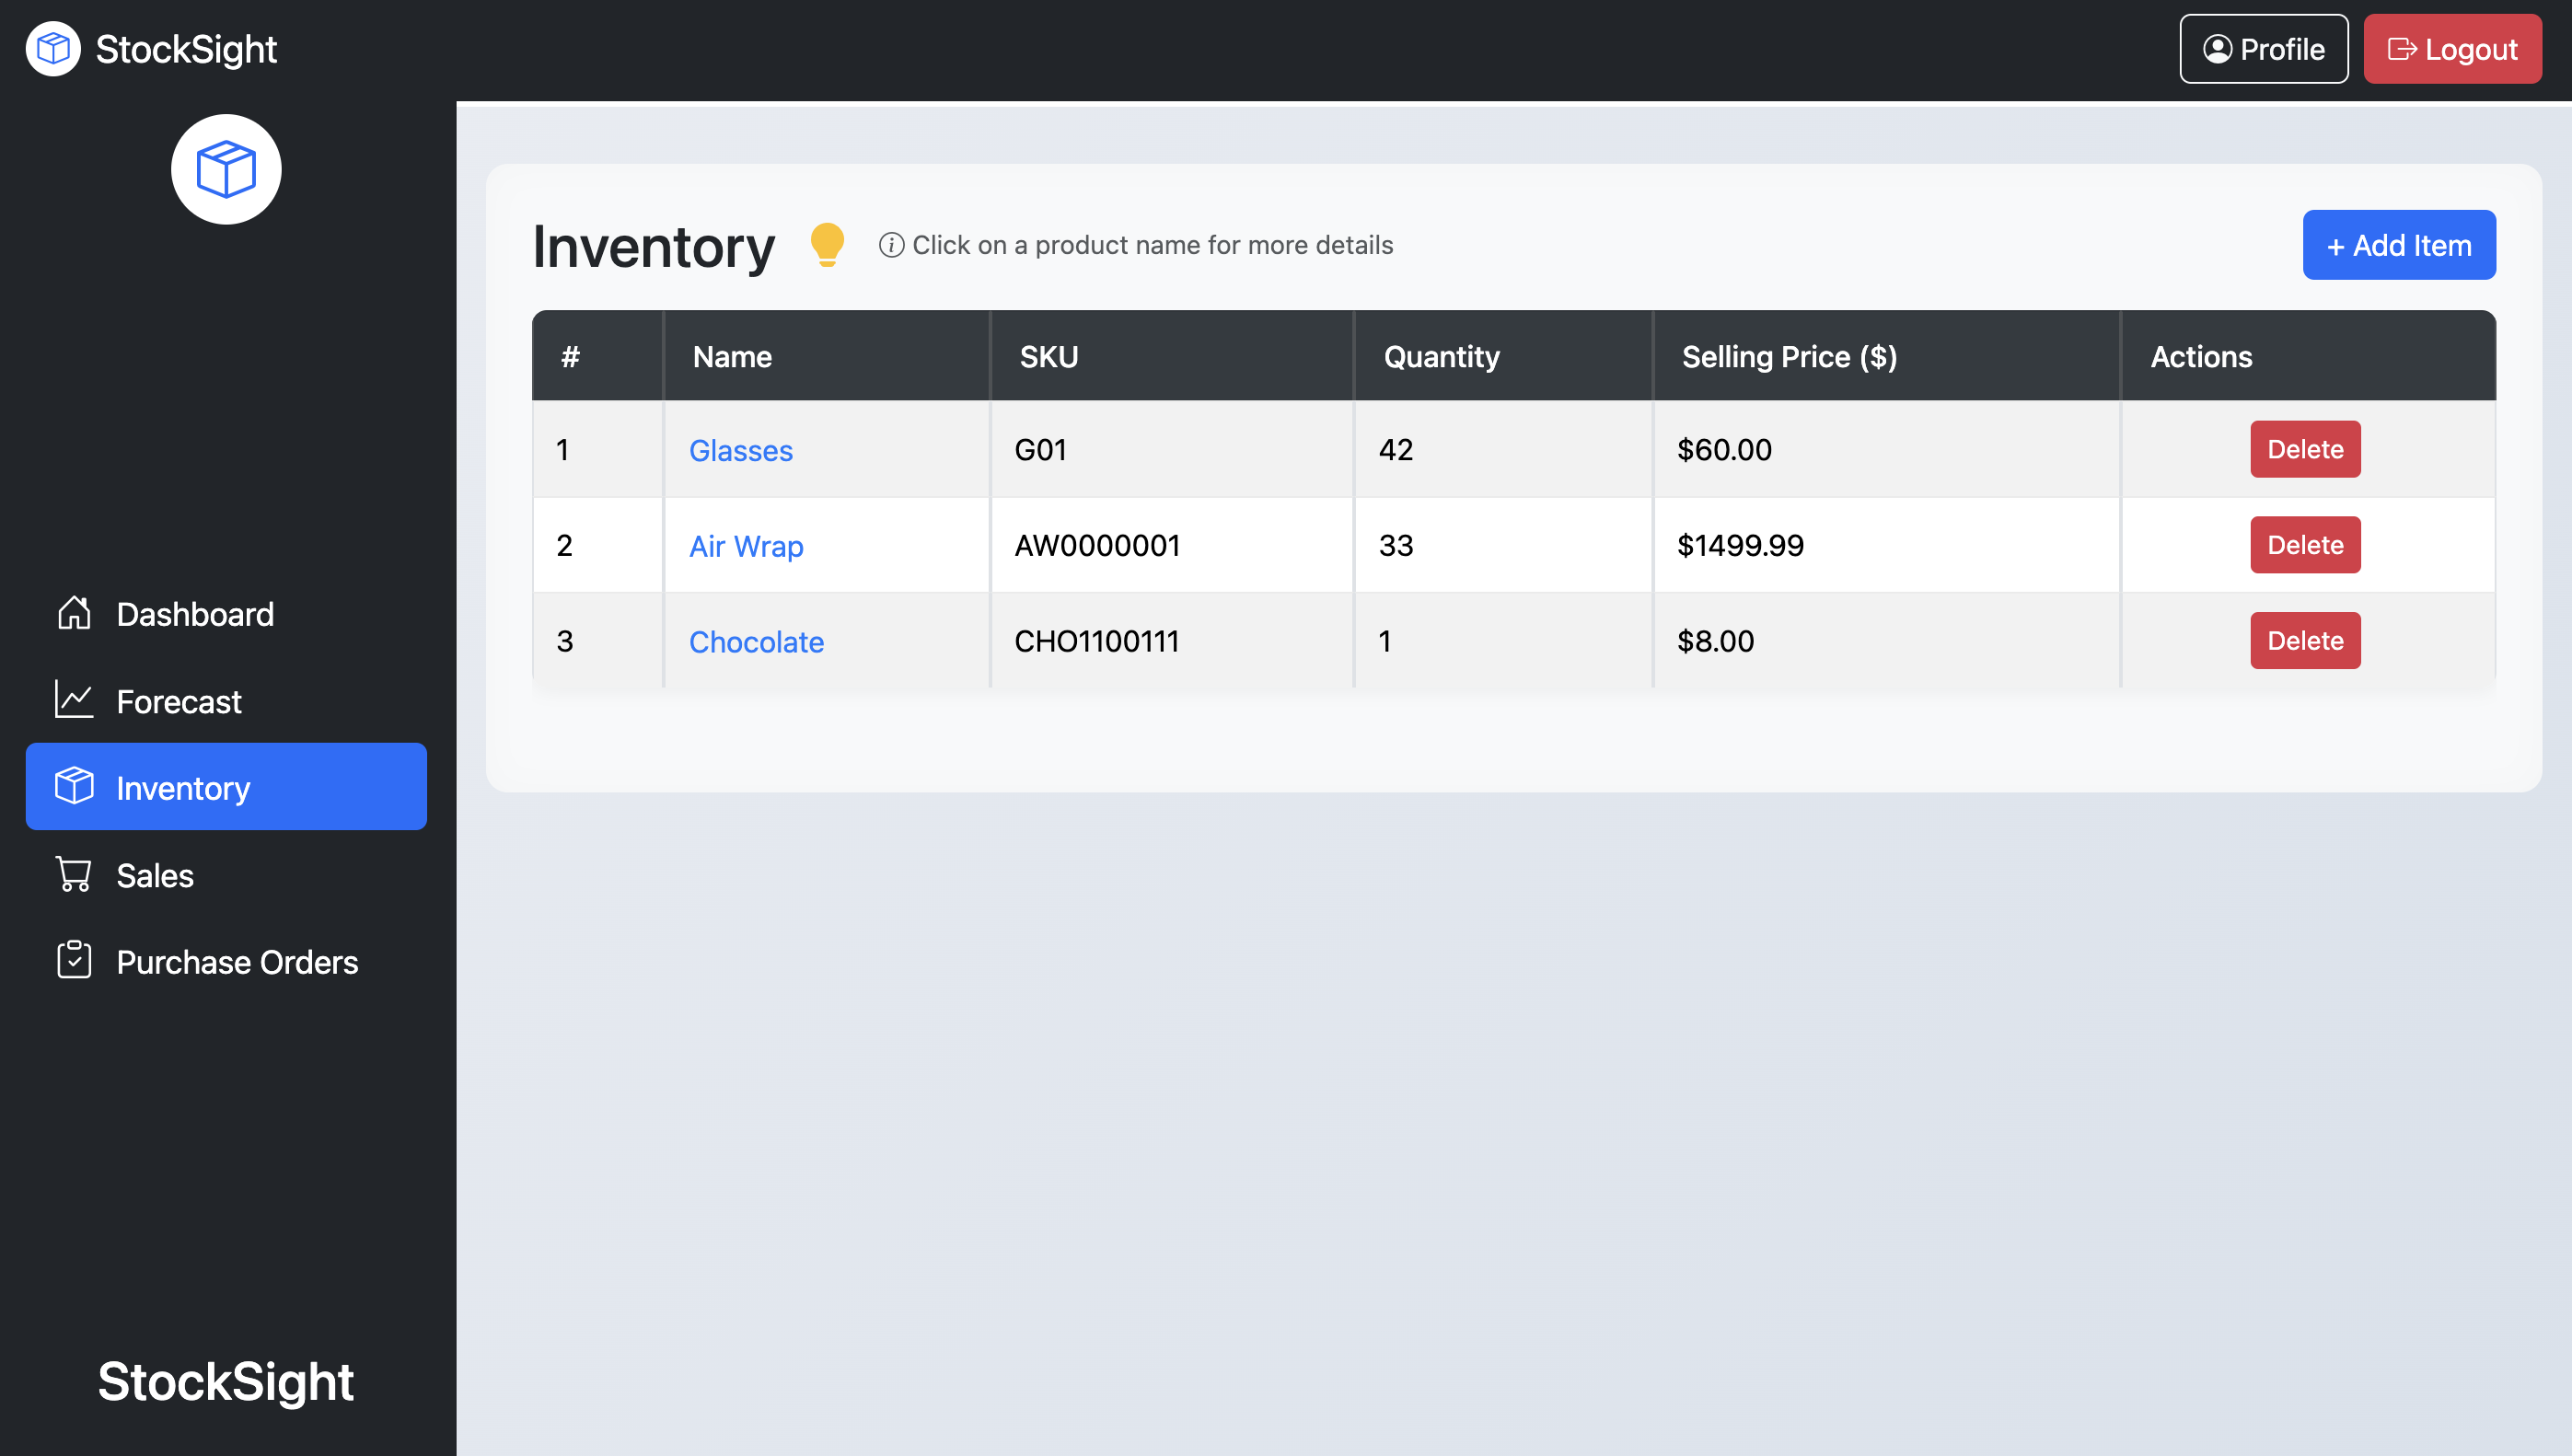 StockSight
Profile
Logout
Dashboard
Forecast
Inventory
Sales
Purchase Orders
StockSight
Inventory
Click on a product name for more details
+ Add Item
# Name SKU Quantity Selling Price ($) Actions
1 Glasses G01 42 $60.00 Delete
2 Air Wrap AW0000001 33 $1499.99 Delete
3 Chocolate CHO1100111 1 $8.00 Delete